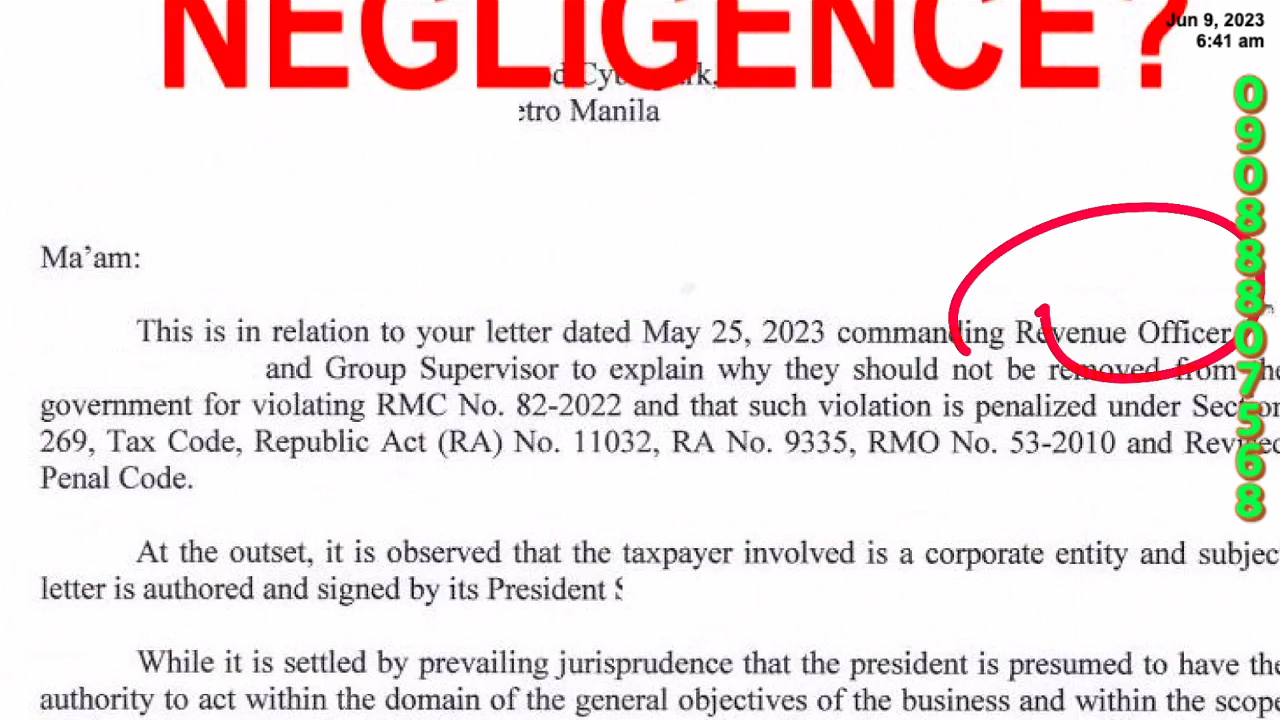 NEGLIGENCE?
Jun 9, 2023
6:41 am
etro Manila
09088807568
Ma’am:
This is in relation to your letter dated May 25, 2023 commanding Revenue Officer
and Group Supervisor to explain why they should not be removed from the
government for violating RMC No. 82-2022 and that such violation is penalized under Section
269, Tax Code, Republic Act (RA) No. 11032, RA No. 9335, RMO No. 53-2010 and Revised
Penal Code.
At the outset, it is observed that the taxpayer involved is a corporate entity and subjec
letter is authored and signed by its President S
While it is settled by prevailing jurisprudence that the president is presumed to have the
authority to act within the domain of the general objectives of the business and within the scope